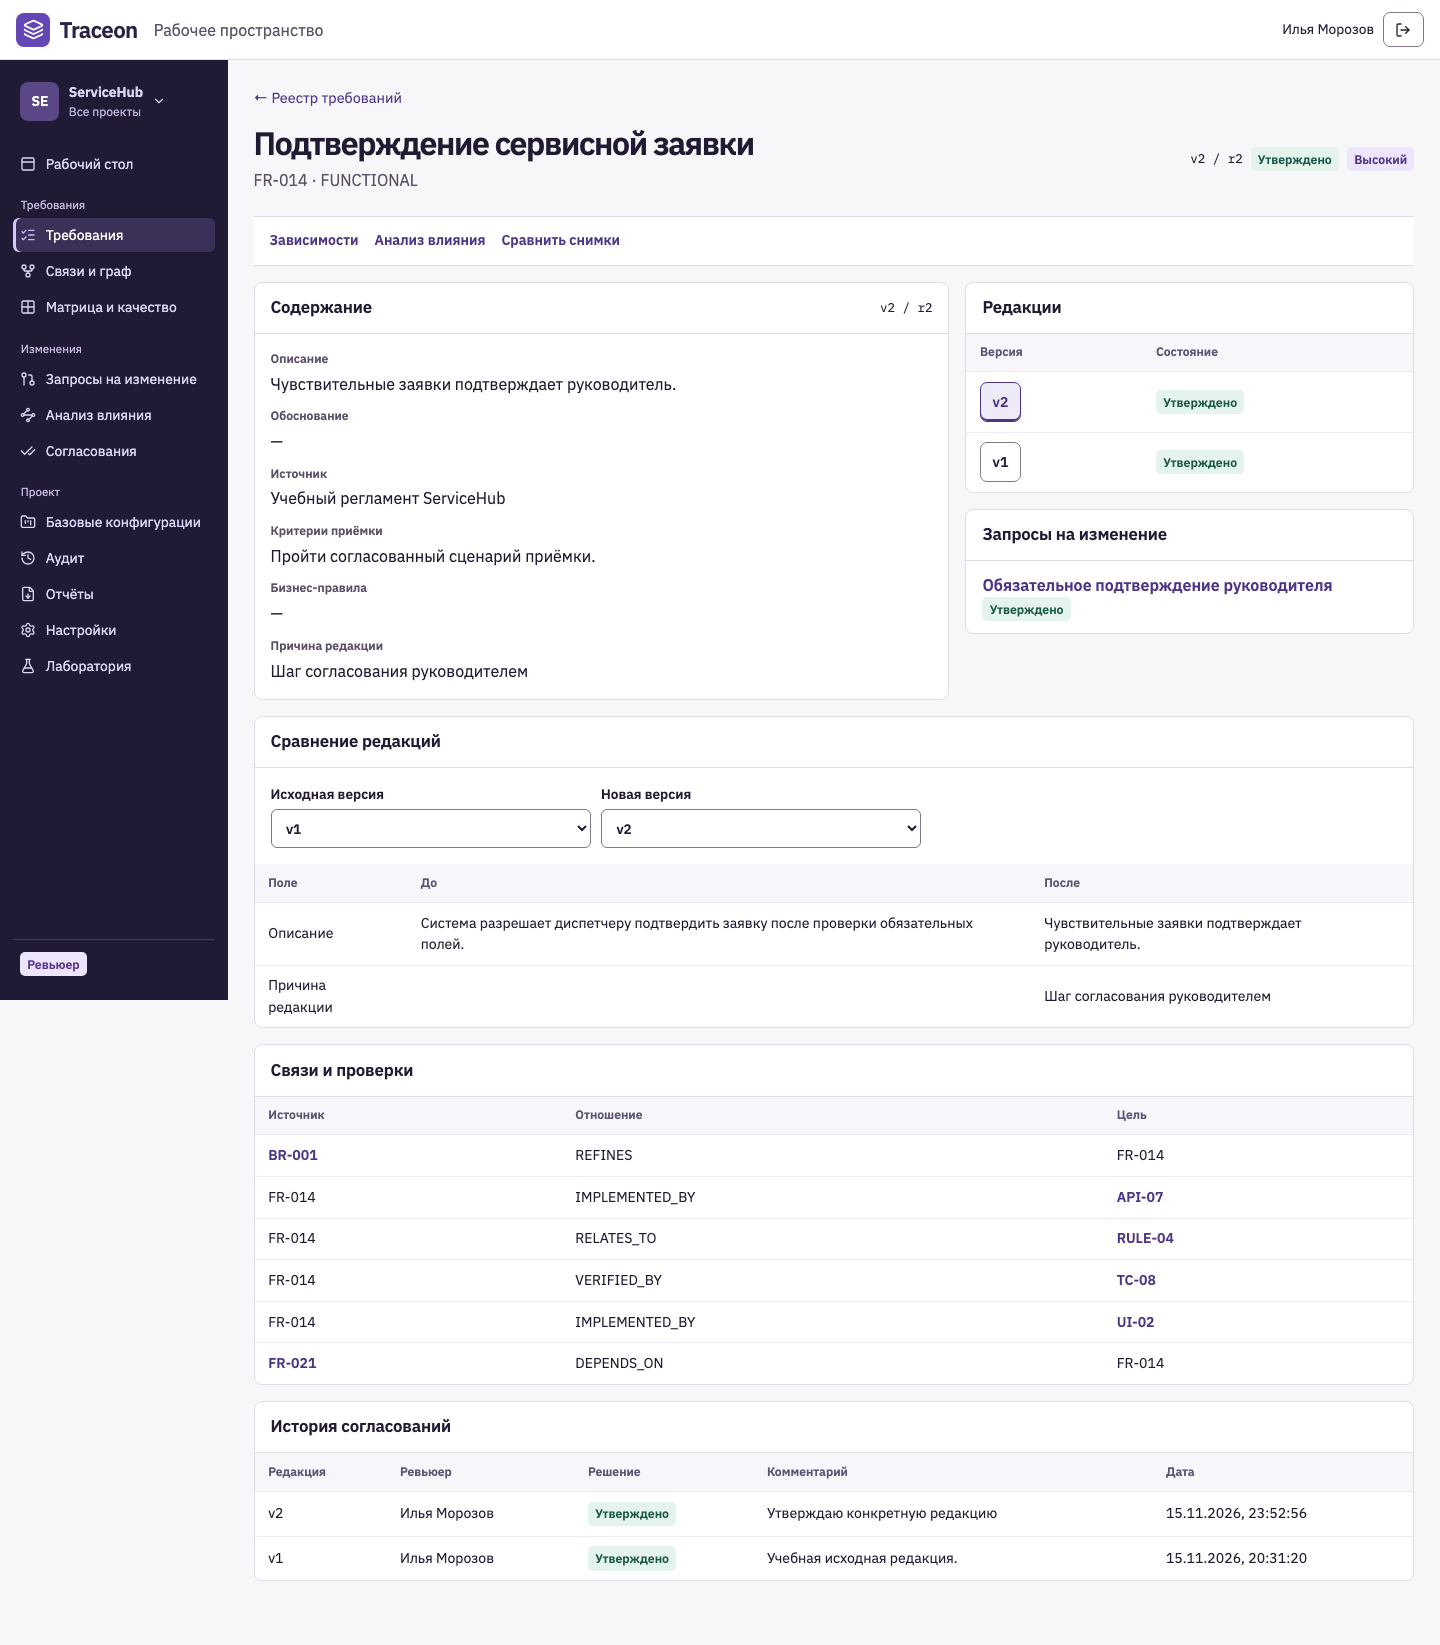 Traceon
Рабочее пространство
Илья Морозов
SE
ServiceHub
Все проекты
Рабочий стол
Требования
Требования
Связи и граф
Матрица и качество
Изменения
Запросы на изменение
Анализ влияния
Согласования
Проект
Базовые конфигурации
Аудит
Отчёты
Настройки
Лаборатория
Ревьюер
← Реестр требований
Подтверждение сервисной заявки
FR-014 · FUNCTIONAL
v2 / r2 Утверждено Высокий
Зависимости Анализ влияния Сравнить снимки
Содержание v2 / r2
Описание
Чувствительные заявки подтверждает руководитель.
Обоснование
—
Источник
Учебный регламент ServiceHub
Критерии приёмки
Пройти согласованный сценарий приёмки.
Бизнес-правила
—
Причина редакции
Шаг согласования руководителем
Редакции
Версия Состояние
v2 Утверждено
v1 Утверждено
Запросы на изменение
Обязательное подтверждение руководителя
Утверждено
Сравнение редакций
Исходная версия Новая версия
v1 v2
Поле До После
Описание
Система разрешает диспетчеру подтвердить заявку после проверки обязательных
полей.
Чувствительные заявки подтверждает
руководитель.
Причина
редакции
Шаг согласования руководителем
Связи и проверки
Источник Отношение Цель
BR-001 REFINES FR-014
FR-014 IMPLEMENTED_BY API-07
FR-014 RELATES_TO RULE-04
FR-014 VERIFIED_BY TC-08
FR-014 IMPLEMENTED_BY UI-02
FR-021 DEPENDS_ON FR-014
История согласований
Редакция Ревьюер Решение Комментарий Дата
v2 Илья Морозов Утверждено Утверждаю конкретную редакцию 15.11.2026, 23:52:56
v1 Илья Морозов Утверждено Учебная исходная редакция. 15.11.2026, 20:31:20